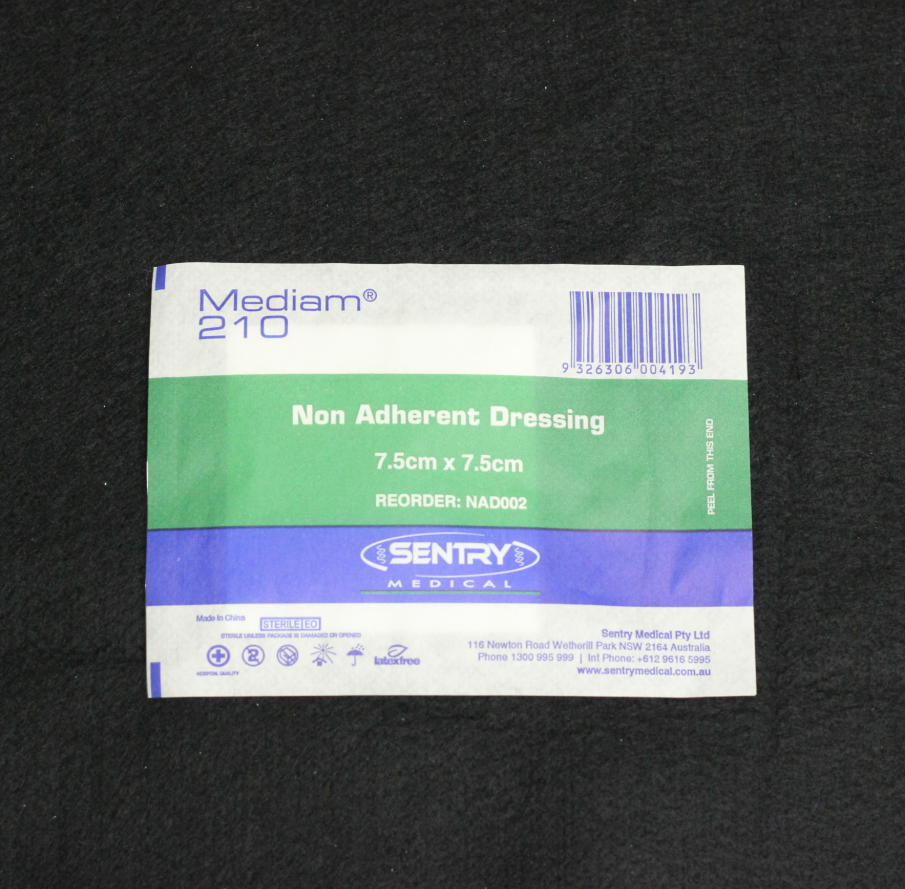 Mediam®
210
9 326306 004193
Non Adherent Dressing
7.5cm x 7.5cm
REORDER: NAD002
PEEL FROM THIS END
SENTRY
MEDICAL
Made In China
STERILE EO
STERILE UNLESS PACKAGE IS DAMAGED OR OPENED
2
latexfree
HOSPITAL QUALITY
Sentry Medical Pty Ltd
116 Newton Road Wetherill Park NSW 2164 Australia
Phone 1300 995 999 | Int Phone: +612 9616 5995
www.sentrymedical.com.au